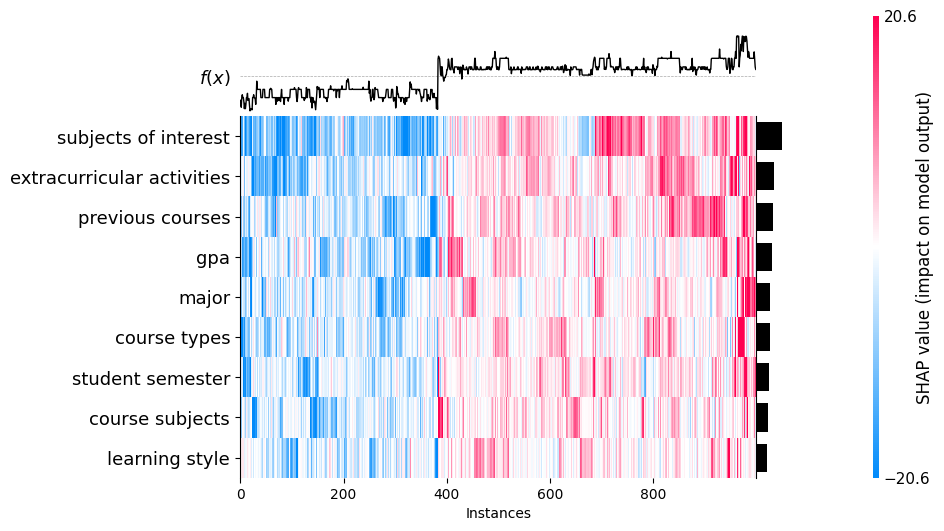 20.6
f(x)
subjects of interest
extracurricular activities
previous courses
gpa
major
course types
student semester
course subjects
learning style
0 200 400 600 800
Instances
SHAP value (impact on model output)
−20.6